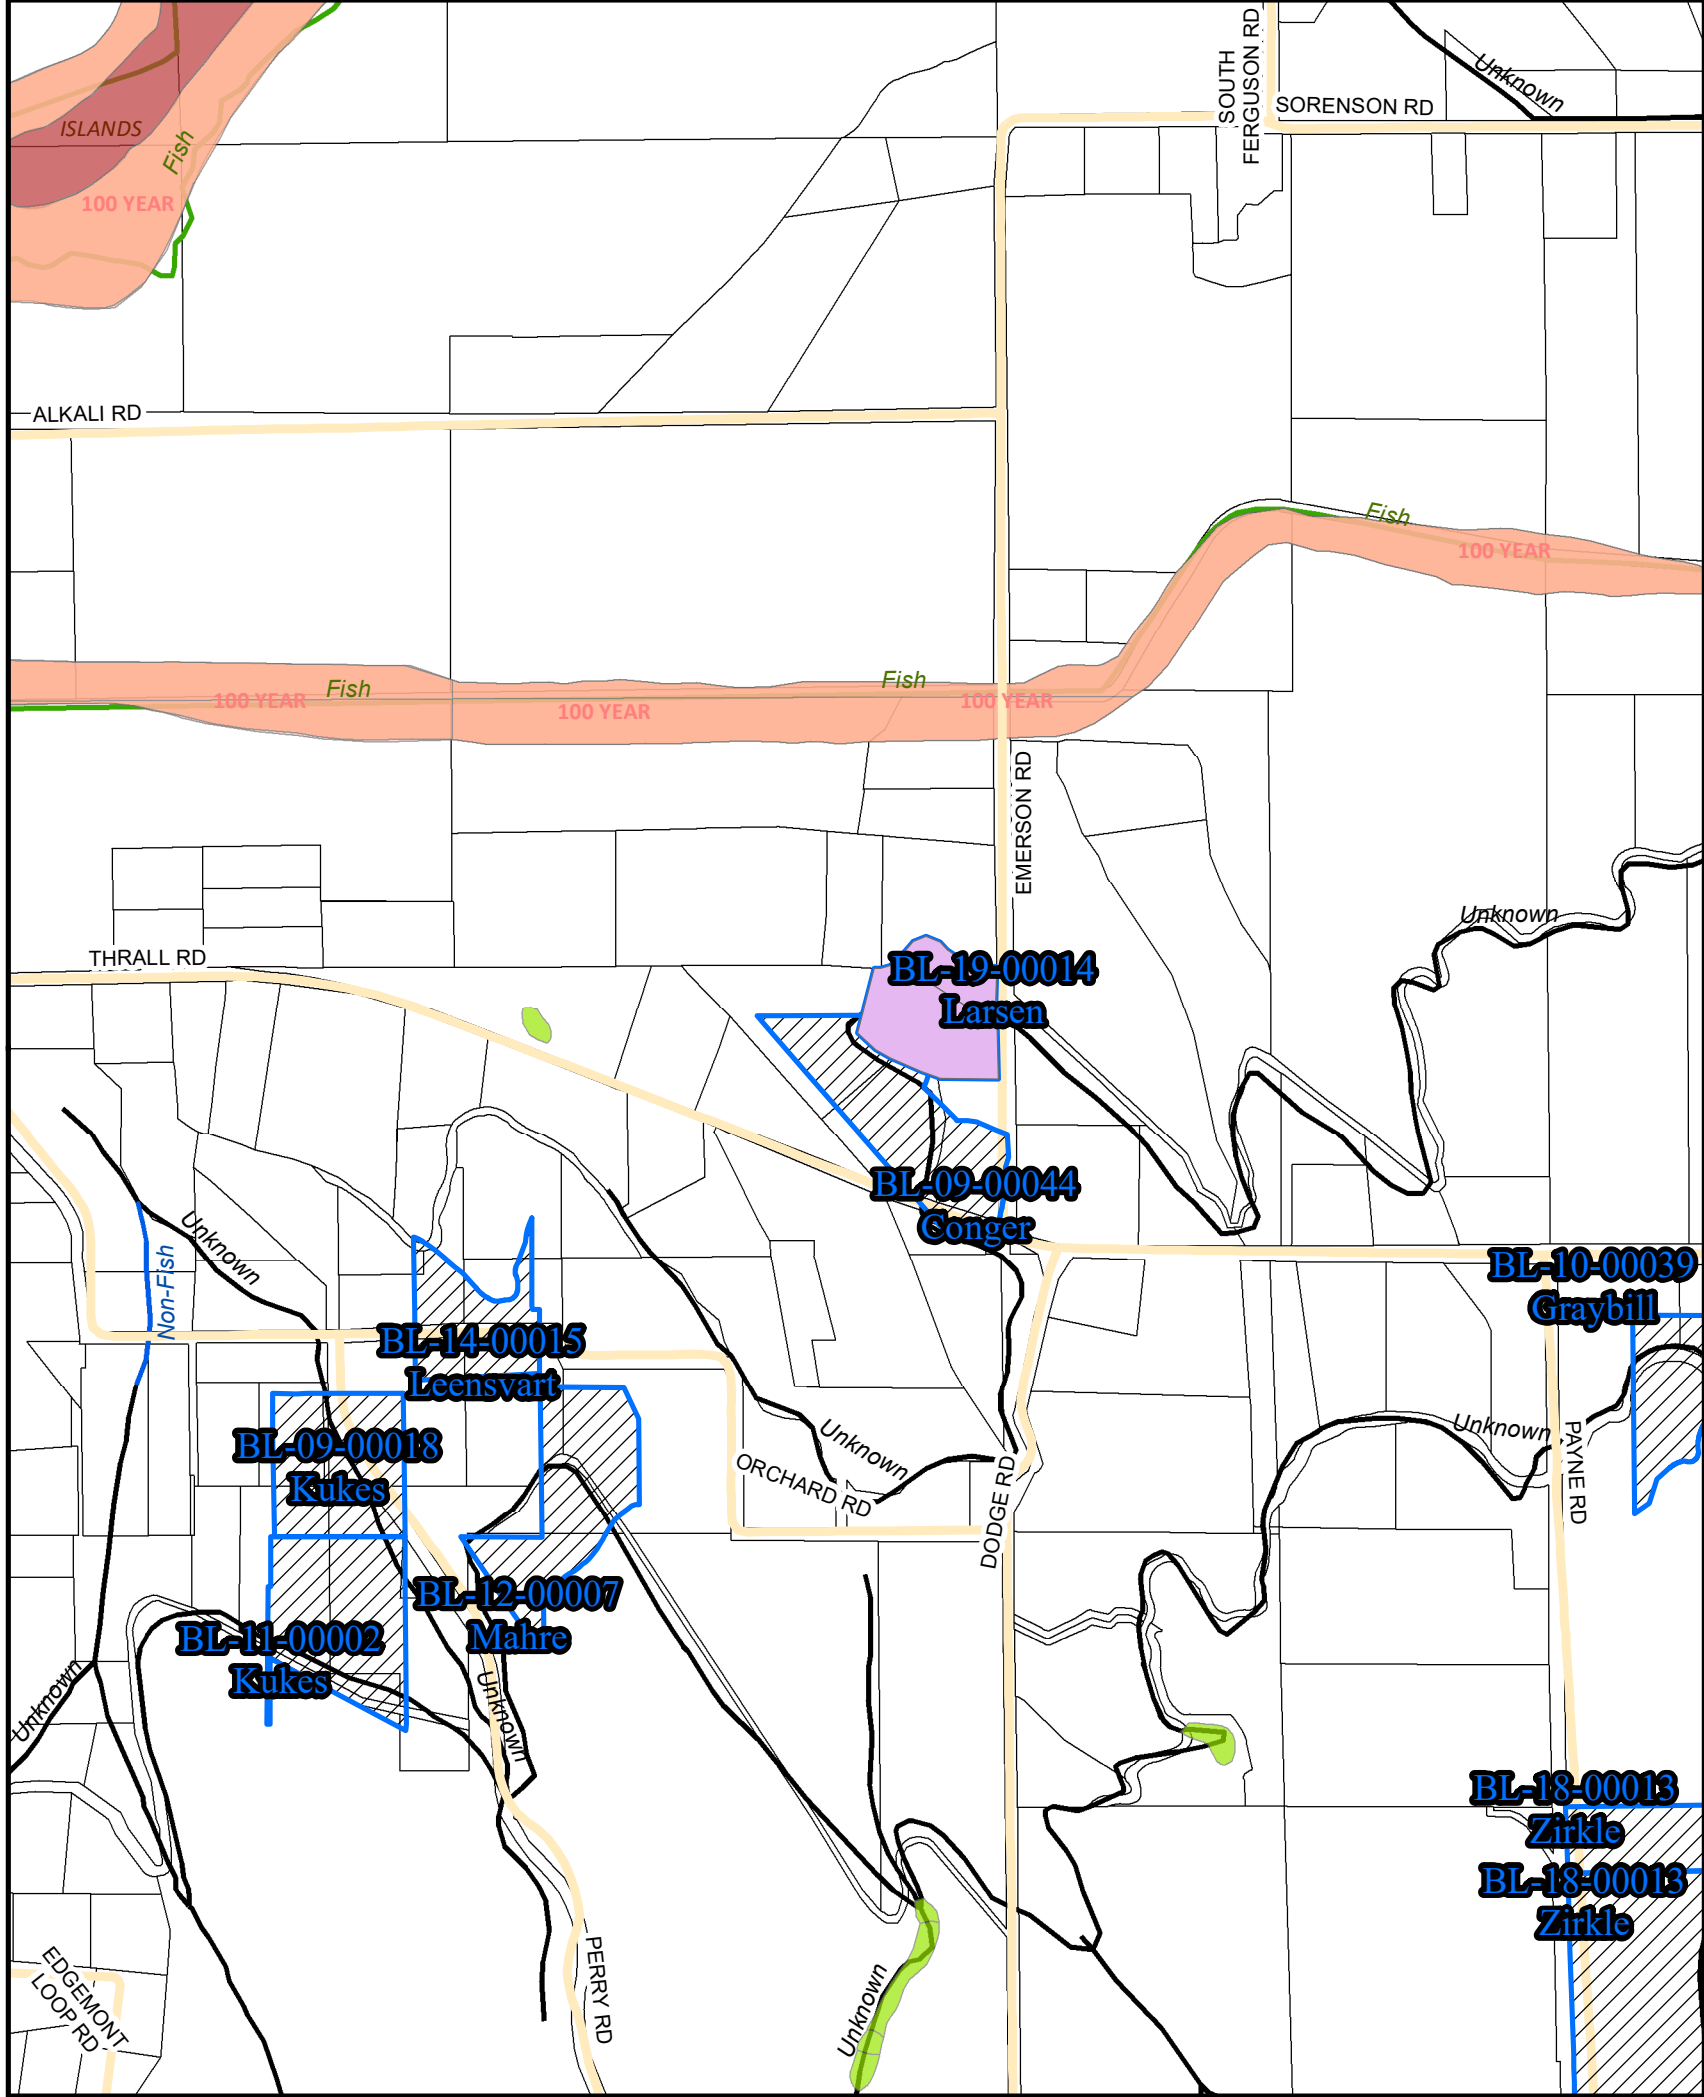 SOUTH
FERGUSON RD
Unknown
SORENSON RD
ISLANDS
Fish
100 YEAR
ALKALI RD
Fish
100 YEAR
Fish
Fish
100 YEAR
100 YEAR
100 YEAR
EMERSON RD
Unknown
THRALL RD
BL-19-00014
Larsen
BL-09-00044
Conger
Unknown
Non-Fish
BL-10-00039
Graybill
BL-14-00015
Leensvart
BL-09-00018
Kukes
Unknown
ORCHARD RD
DODGE RD
Unknown
PAYNE RD
BL-12-00007
Mahre
BL-11-00002
Kukes
Unknown
Unknown
BL-18-00013
Zirkle
BL-18-00013
Zirkle
EDGEMONT
LOOP RD
PERRY RD
Unknown